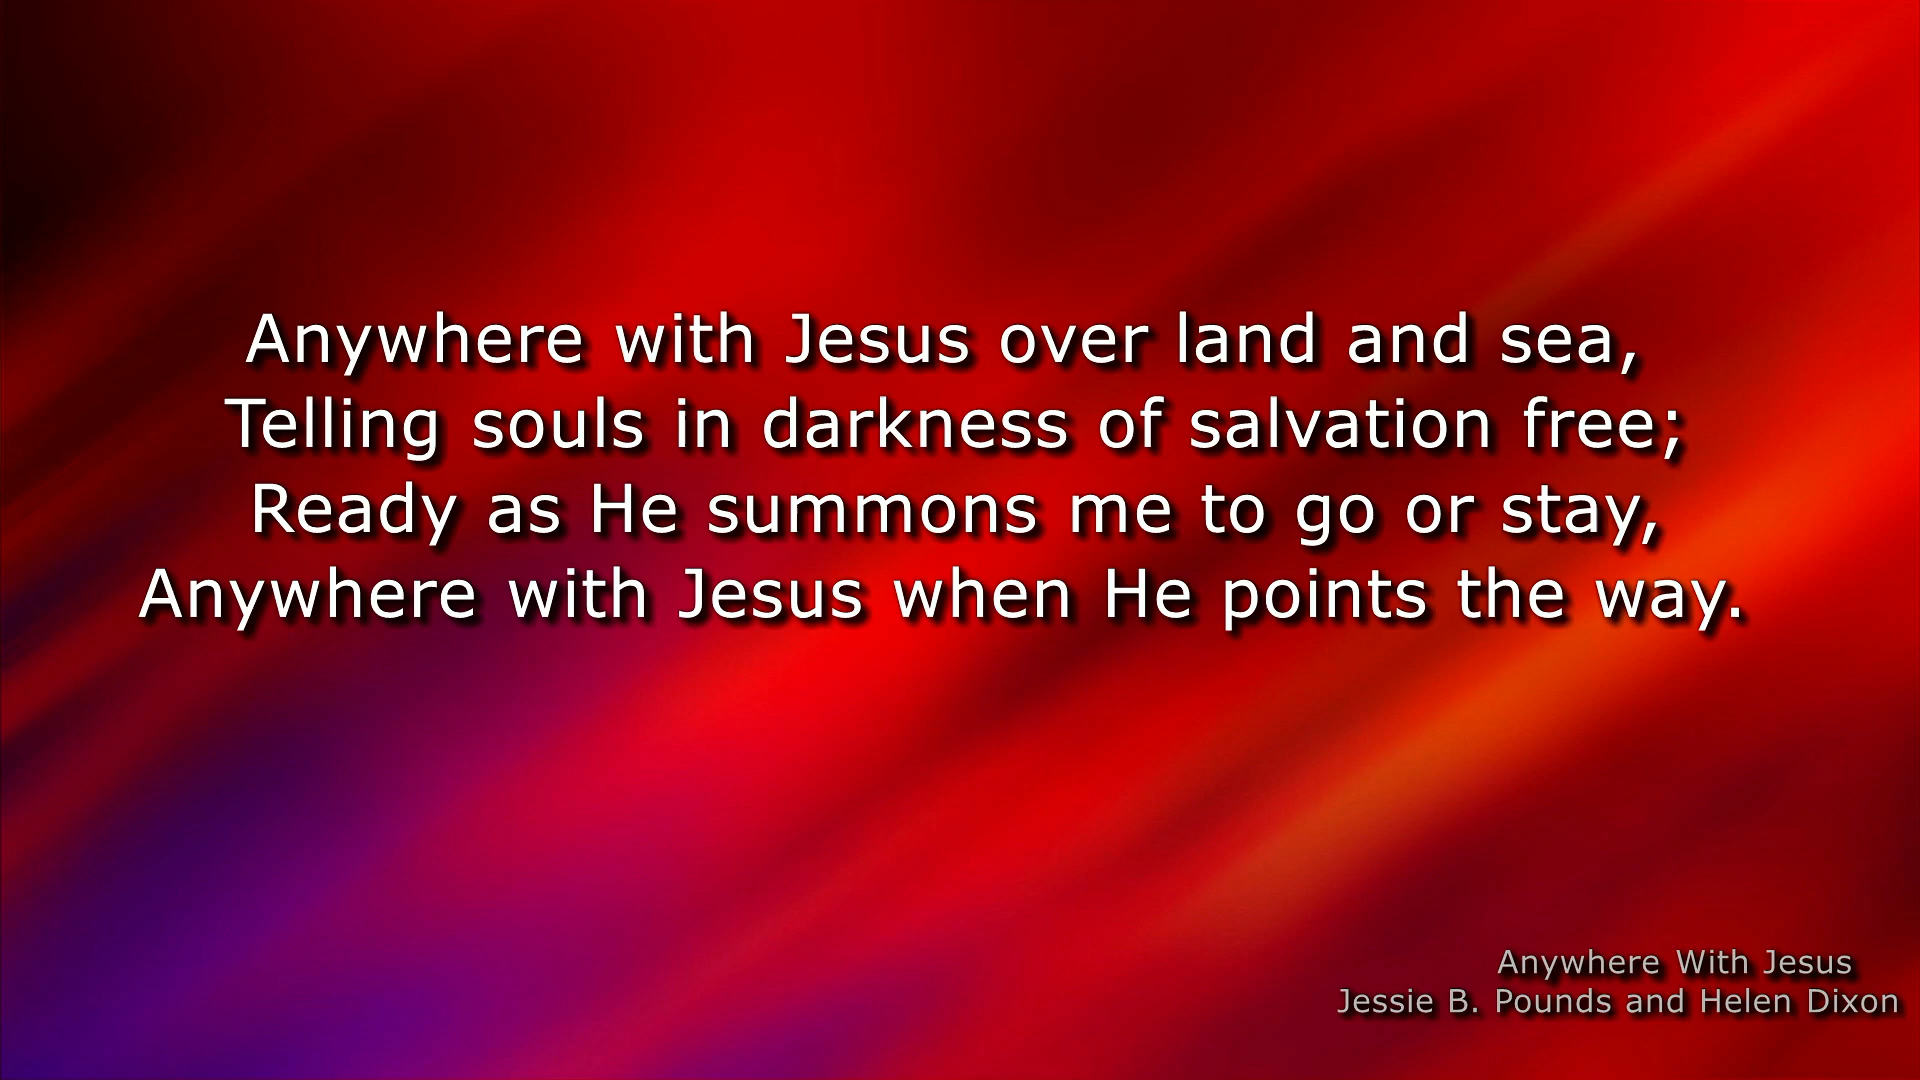 Anywhere with Jesus over land and sea,
Telling souls in darkness of salvation free;
Ready as He summons me to go or stay,
Anywhere with Jesus when He points the way.
Anywhere With Jesus
Jessie B. Pounds and Helen Dixon